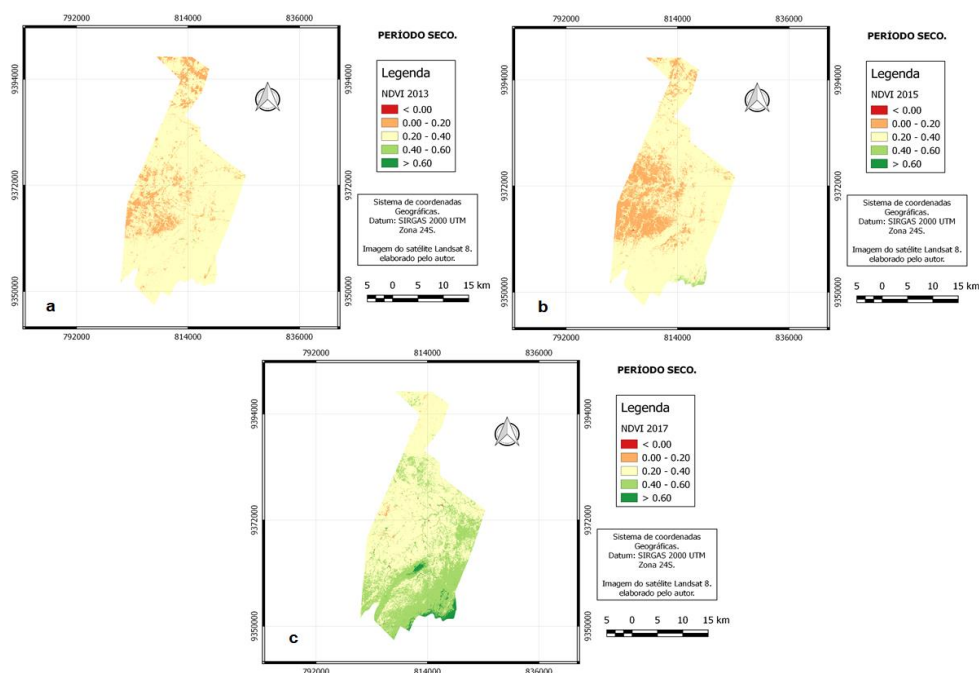 792000 814000 836000
PERÍODO SECO.
9394000
9372000
9350000
Legenda
NDVI 2013
< 0.00
0.00 - 0.20
0.20 - 0.40
0.40 - 0.60
> 0.60
Sistema de coordenadas
Geográficas.
Datum: SIRGAS 2000 UTM
Zona 24S.
Imagem do satélite Landsat 8.
elaborado pelo autor.
5 0 5 10 15 km
a
792000 814000 836000
792000 814000 836000
PERÍODO SECO.
9394000
9372000
9350000
Legenda
NDVI 2015
< 0.00
0.00 - 0.20
0.20 - 0.40
0.40 - 0.60
> 0.60
Sistema de coordenadas
Geográficas.
Datum: SIRGAS 2000 UTM
Zona 24S.
Imagem do satélite Landsat 8.
elaborado pelo autor.
5 0 5 10 15 km
b
792000 814000 836000
792000 814000 836000
PERÍODO SECO.
9394000
9372000
9350000
9394000
9372000
9350000
Legenda
NDVI 2017
< 0.00
0.00 - 0.20
0.20 - 0.40
0.40 - 0.60
> 0.60
Sistema de coordenadas
Geográficas.
Datum: SIRGAS 2000 UTM
Zona 24S.
Imagem do satélite Landsat 8.
elaborado pelo autor.
5 0 5 10 15 km
c
792000 814000 836000